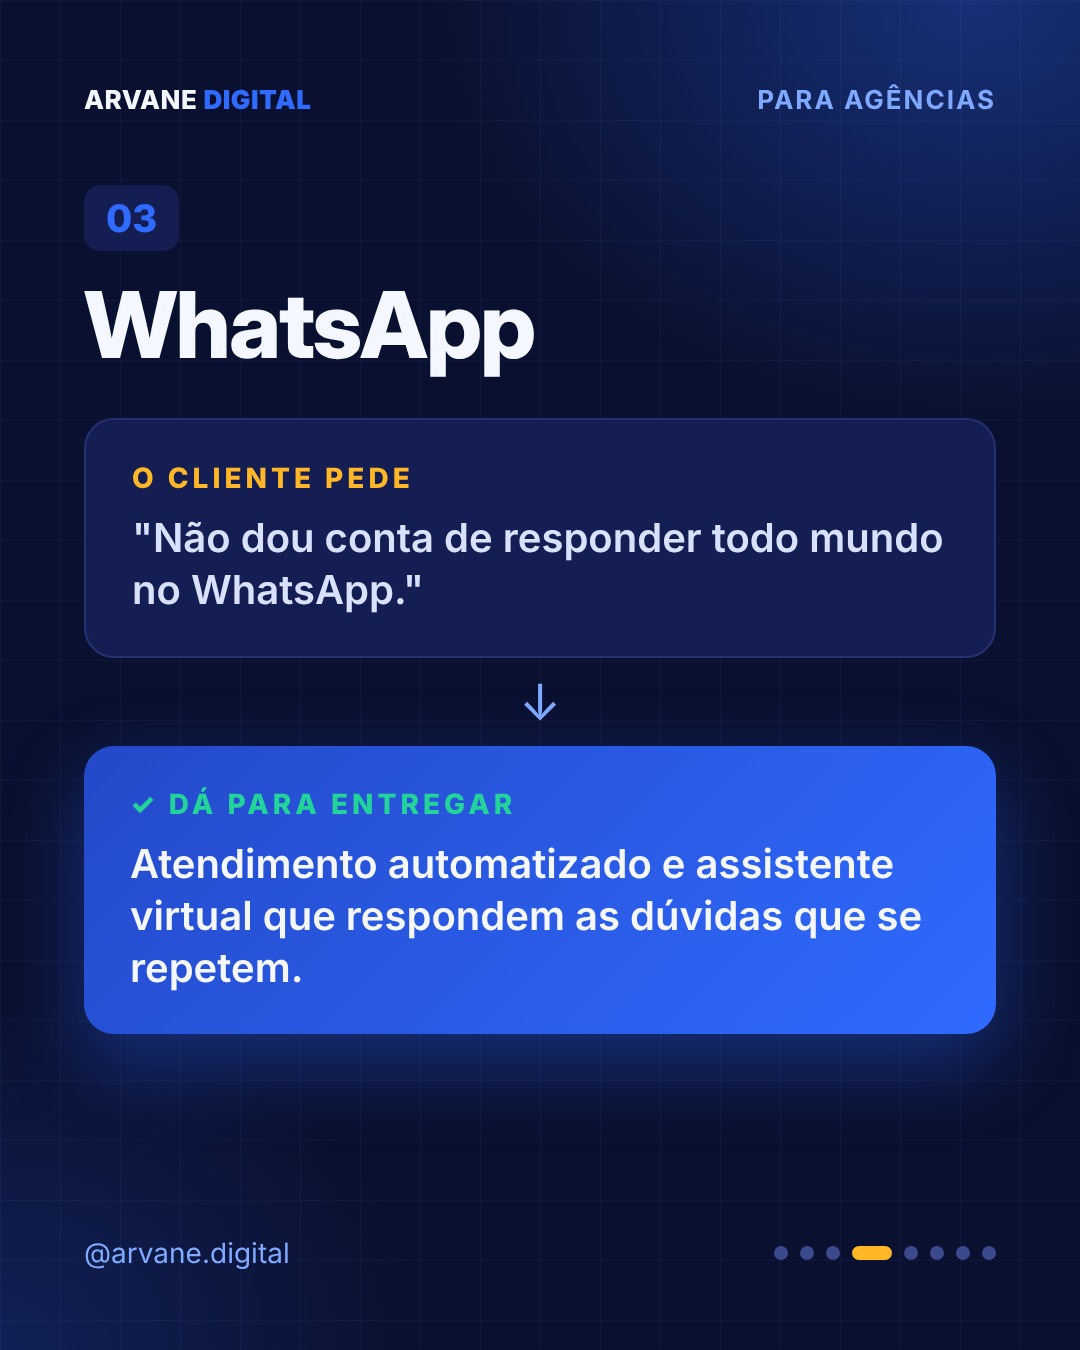 ARVANE DIGITAL
PARA AGÊNCIAS
03
WhatsApp
O CLIENTE PEDE
"Não dou conta de responder todo mundo
no WhatsApp."
↓
✓ DÁ PARA ENTREGAR
Atendimento automatizado e assistente
virtual que respondem as dúvidas que se
repetem.
@arvane.digital